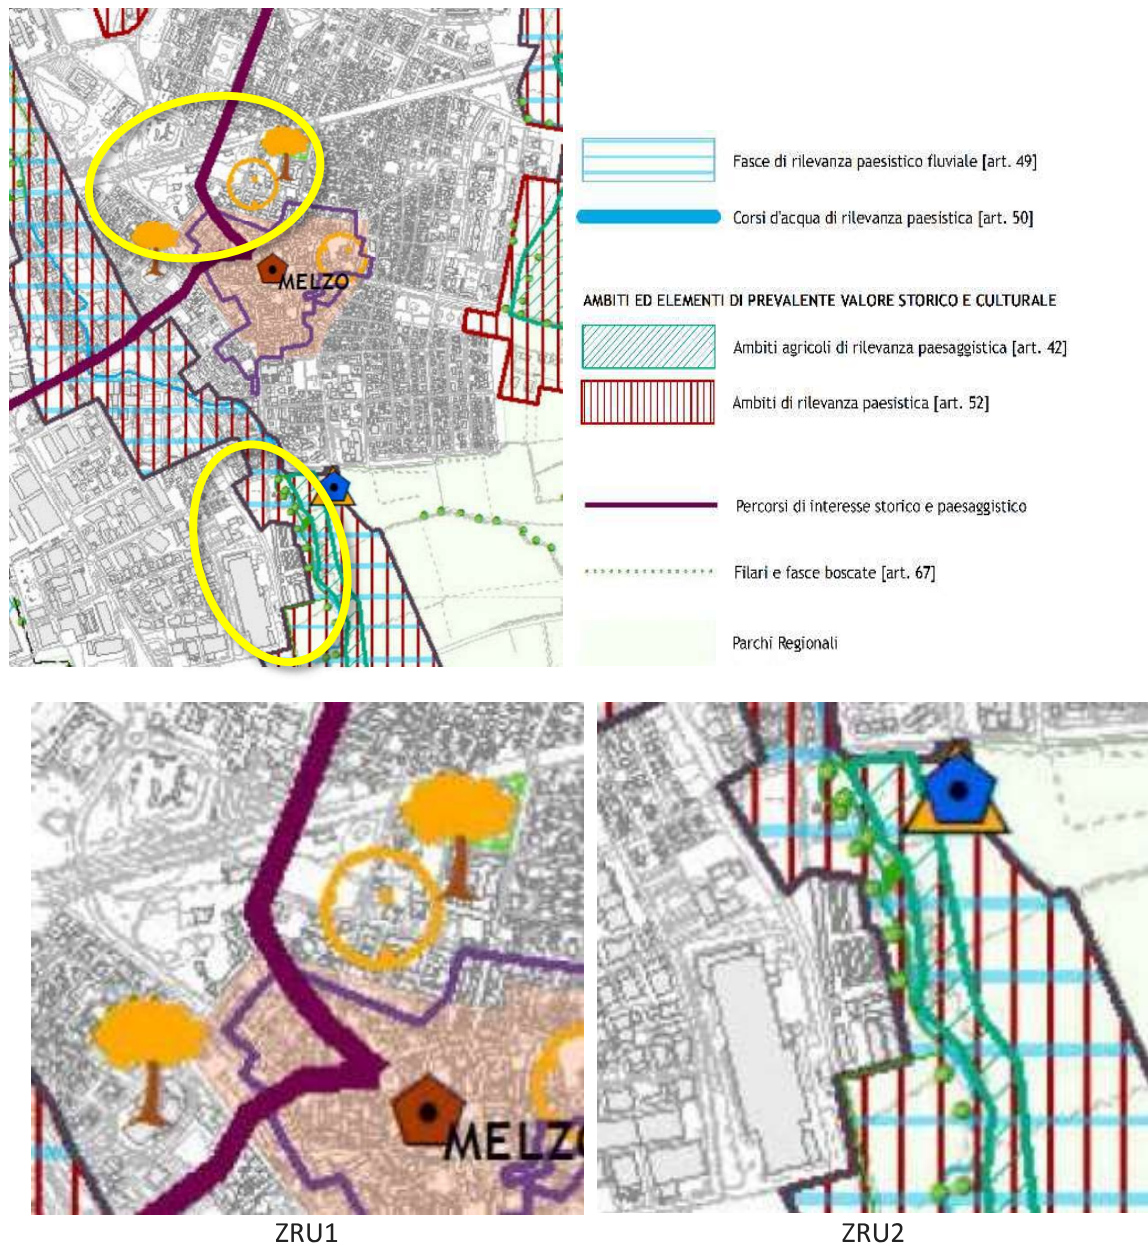 MELZO
Fasce di rilevanza paesistico fluviale [art. 49]
Corsi d'acqua di rilevanza paesistica [art. 50]
AMBITI ED ELEMENTI DI PREVALENTE VALORE STORICO E CULTURALE
Ambiti agricoli di rilevanza paesaggistica [art. 42]
Ambiti di rilevanza paesistica [art. 52]
Percorsi di interesse storico e paesaggistico
Filari e fasce boscate [art. 67]
Parchi Regionali
MELZO
ZRU1
ZRU2